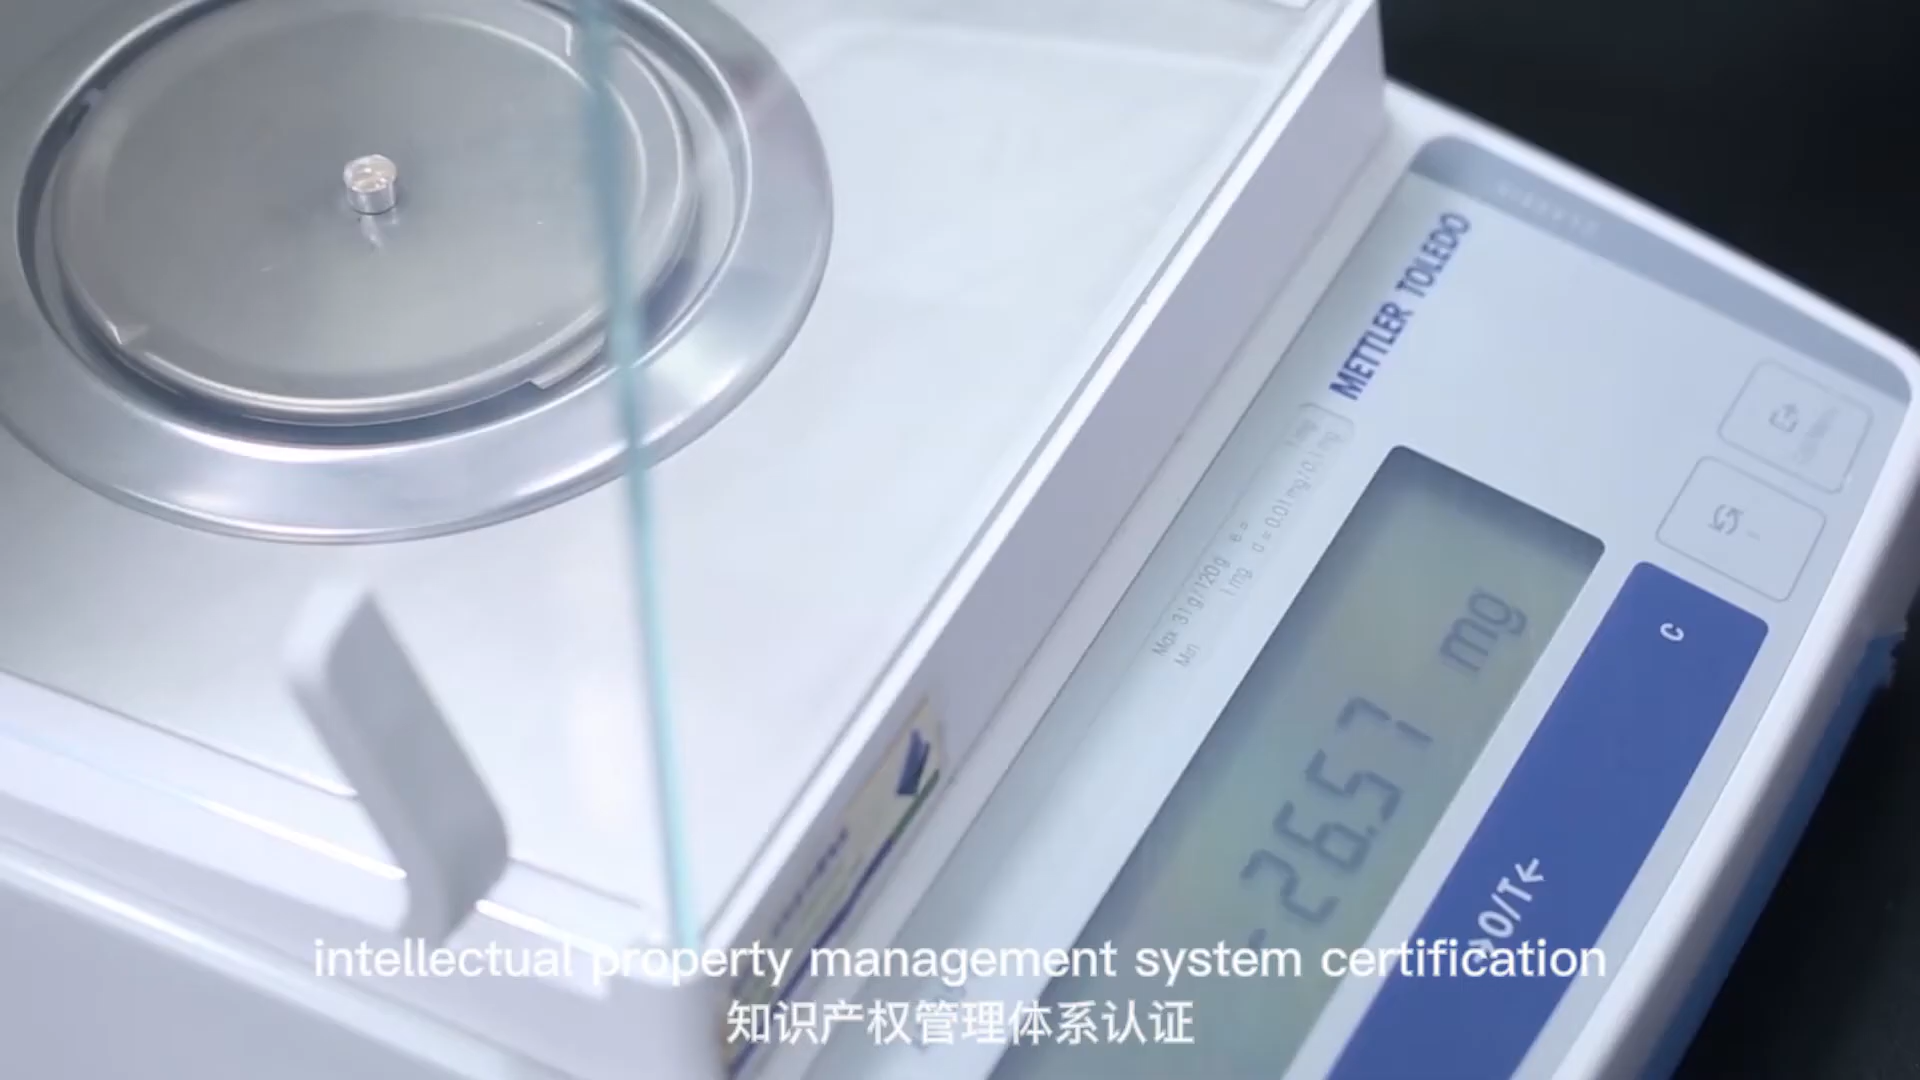 METTLER TOLEDO
Max 31g/120g e =
Min 1mg d = 0.01mg/0.1mg
-26.57 mg
C
→O/T←
intellectual property management system certification
知识产权管理体系认证